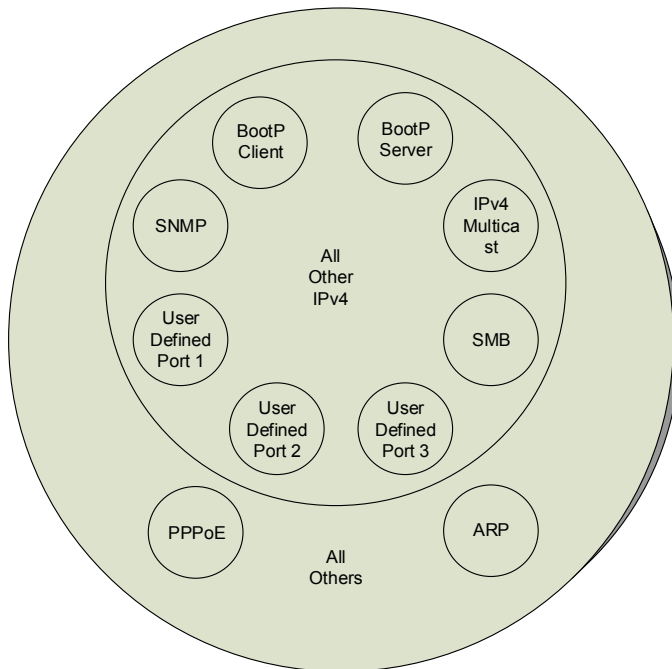 BootP
Client
BootP
Server
SNMP
IPv4
Multica
st
All
Other
IPv4
User
Defined
Port 1
SMB
User
Defined
Port 2
User
Defined
Port 3
PPPoE
ARP
All
Others